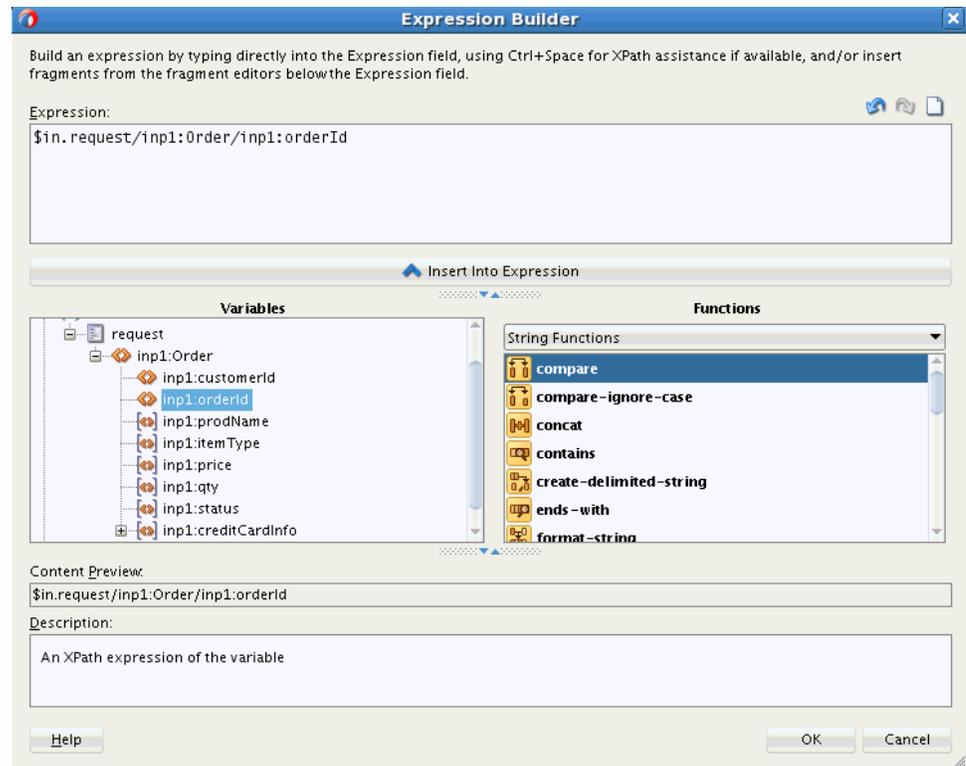 Expression Builder
Build an expression by typing directly into the Expression field, using Ctrl+Space for XPath assistance if available, and/or insert
fragments from the fragment editors below the Expression field.
Expression:
$in.request/inp1:Order/inp1:orderId
Insert Into Expression
Variables
request
inp1:Order
inp1:customerId
inp1:orderId
inp1:prodName
inp1:itemType
inp1:price
inp1:qty
inp1:status
inp1:creditCardInfo
Functions
String Functions
compare
compare-ignore-case
concat
contains
create-delimited-string
ends-with
format-string
Content Preview:
$in.request/inp1:Order/inp1:orderId
Description:
An XPath expression of the variable
Help
OK
Cancel